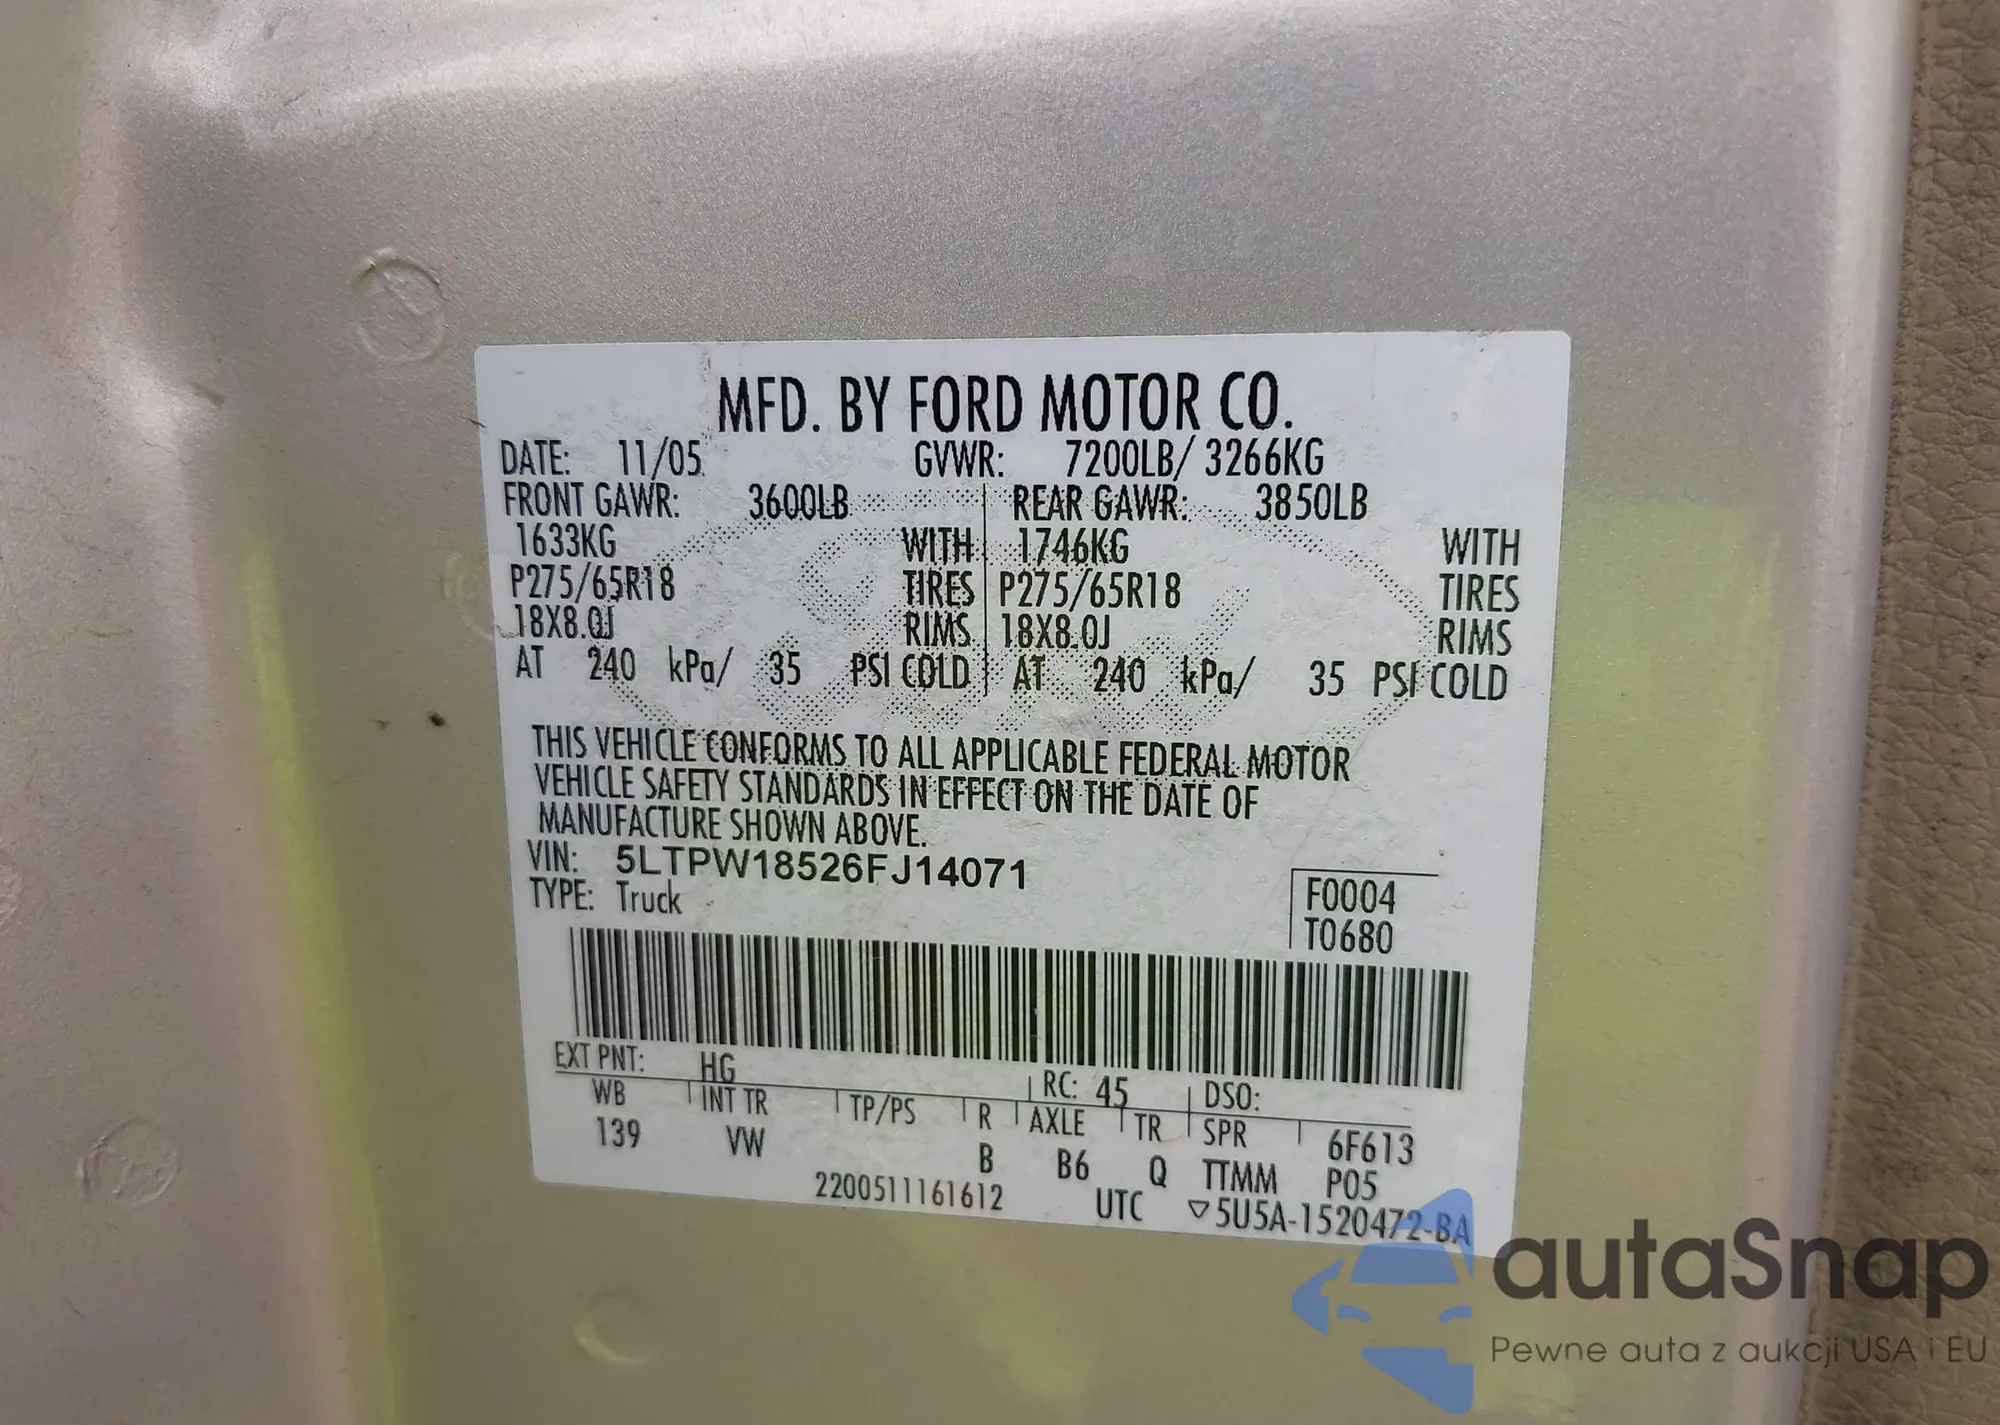 MFD. BY FORD MOTOR CO.
DATE: 11/05 GVWR: 7200LB/ 3266KG
FRONT GAWR: 3600LB REAR GAWR: 3850LB
1633KG WITH 1746KG WITH
P275/65R18 TIRES P275/65R18 TIRES
18X8.0J RIMS 18X8.0J RIMS
AT 240 kPa/ 35 PSI COLD AT 240 kPa/ 35 PSI COLD
THIS VEHICLE CONFORMS TO ALL APPLICABLE FEDERAL MOTOR
VEHICLE SAFETY STANDARDS IN EFFECT ON THE DATE OF
MANUFACTURE SHOWN ABOVE.
VIN: 5LTPW18526FJ14071
TYPE: Truck
F0004
T0680
EXT PNT: HG RC: 45 DSO:
WB INT TR TP/PS R AXLE TR SPR 6F613
139 VW B B6 Q TTMM P05
2200511161612 UTC ▽5U5A-1520472-BA
autaSnap
Pewne auta z aukcji USA i EU